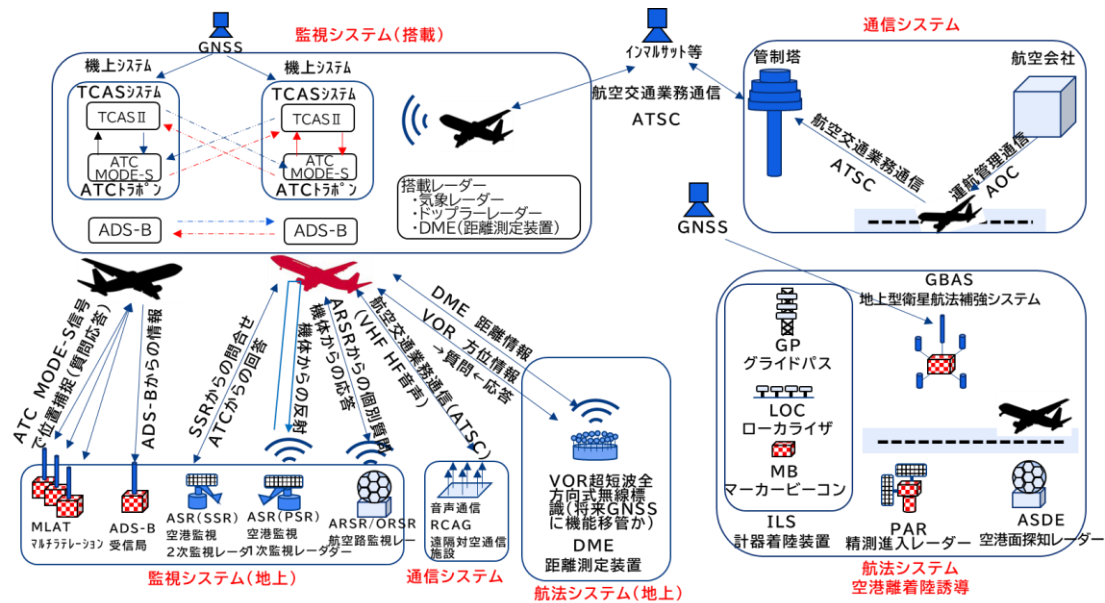 監視システム(搭載)
GNSS
機上システム
機上システム
TCASシステム
TCASシステム
TCASⅡ
TCASⅡ
ATC
MODE-S
ATC
MODE-S
ATCトラポン
ATCトラポン
ADS-B
ADS-B
搭載レーダー
・気象レーダー
・ドップラーレーダー
・DME(距離測定装置)
インマルサット等
航空交通業務通信
ATSC
通信システム
管制塔
航空会社
航空交通業務通信
ATSC
運航管理通信
AOC
GNSS
ATC MODE-S信号
で位置捕捉(質問応答)
ADS-Bからの情報
SSRからの問合せ
ATCからの回答
機体からの反射
ARSRからの個別質問
機体からの応答
航空交通業務通信(ATSC)
(VHF HF音声)
DME 距離情報
VOR 方位情報
→質問←応答
MLAT
マルチラテレーション
ADS-B
受信局
ASR(SSR)
空港監視
2次監視レーダー
ASR(PSR)
空港監視
1次監視レーダー
ARSR/ORSR
航空路監視レー
ダー
監視システム(地上)
音声通信
RCAG
遠隔対空通信
施設
通信システム
VOR超短波全
方向式無線標
識(将来GNSS
に機能移管か)
DME
距離測定装置
航法システム(地上)
GBAS
地上型衛星航法補強システム
GP
グライドパス
LOC
ローカライザ
MB
マーカービーコン
ILS
計器着陸装置
PAR
精測進入レーダー
ASDE
空港面探知レーダー
航法システム
空港離着陸誘導